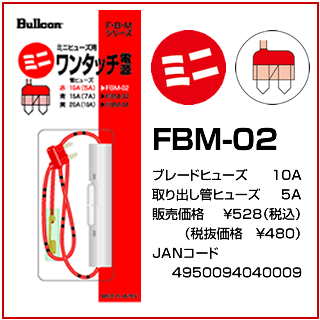 Bullcon
F・B・M
シリーズ
ミニ
ミニヒューズ用
ワンタッチ電源
管ヒューズ
赤 10A(5A) ▶FBM-02
青 15A(7A)
黄 20A(10A)
ミニ
FBM-02
ブレードヒューズ 10A
取り出し管ヒューズ 5A
販売価格 ¥528(税込)
(税抜価格 ¥480)
JANコード
4950094040009